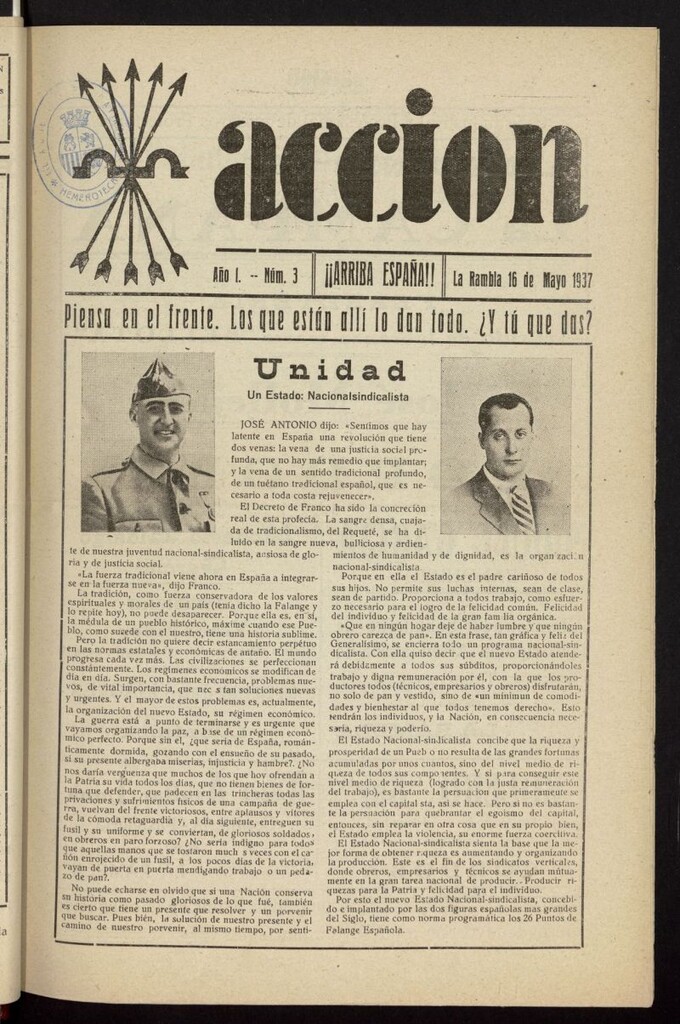 HEMEROTECA
accion
Año I. -- Núm. 3
¡¡ARRIBA ESPAÑA!!
La Rambla 16 de Mayo 1937
Piensa en el frente. Los que están allí lo dan todo. ¿Y tú que das?
Unidad
Un Estado: Nacionalsindicalista
JOSÉ ANTONIO dijo: «Sentimos que hay
latente en España una revolución que tiene
dos venas: la vena de una justicia social pro-
funda, que no hay más remedio que implantar;
y la vena de un sentido tradicional profundo,
de un tuétano tradicional español, que es ne-
cesario a toda costa rejuvenecer».
El Decreto de Franco ha sido la concreción
real de esta profecía. La sangre densa, cuaja-
da de tradicionalismo, del Requeté, se ha di-
luído en la sangre nueva, bulliciosa y ardien-
te de nuestra juventud nacional-sindicalista, ansiosa de glo-
ria y de justicia social.
«La fuerza tradicional viene ahora en España a integrar-
se en la fuerza nueva», dijo Franco.
La tradición, como fuerza conservadora de los valores
espirituales y morales de un país (tenía dicho la Falange y
lo repite hoy), no puede desaparecer. Porque ella es, en sí,
la médula de un pueblo histórico, máxime cuando ese Pue-
blo, como sucede con el nuestro, tiene una historia sublime.
Pero la tradición no quiere decir estancamiento perpétuo
en las normas estatales y económicas de antaño. El mundo
progresa cada vez más. Las civilizaciones se perfeccionan
constántemente. Los regímenes económicos se modifican de
día en día. Surgen, con bastante frecuencia, problemas nue-
vos, de vital importancia, que nec s tan soluciones nuevas
y urgentes. Y el mayor de estos problemas es, actualmente,
la organización del nuevo Estado, su régimen económico.
La guerra está a punto de terminarse y es urgente que
vayamos organizando la paz, a b ise de un régimen econó-
mico perfecto. Porque sin él, ¿que sería de España, román-
ticamente dormida, gozando con el ensueño de su pasado,
si su presente albergaba miserias, injusticia y hambre?. ¿No
nos daría vergüenza que muchos de los que hoy ofrendan a
la Patria su vida todos los días, que no tienen bienes de for-
tuna que defender, que padecen en las trincheras todas las
privaciones y sufrimientos físicos de una campaña de gue-
rra, vuelvan del frente victoriosos, entre aplausos y vítores
de la cómoda retaguardia y, al día siguiente, entreguen su
fusil y su uniforme y se conviertan, de gloriosos soldados,
en obreros en paro forzoso? ¿No sería indigno para todos
que aquellas manos que se tostaron much s veces con el ca-
ñón enrojecido de un fusil, a los pocos días de la victoria,
vayan de puerta en puerta mendigando trabajo o un peda-
zo de pan?.
No puede echarse en olvido que si una Nación conserva
su historia como pasado glorioso de lo que fué, también
es cierto que tiene un presente que resolver y un porvenir
que buscar. Pues bien, la solución de nuestro presente y el
camino de nuestro porvenir, al mismo tiempo, por senti-
mientos de humanidad y de dignidad, es la organ zaci n
nacional-sindicalista
Porque en ella el Estado es el padre cariñoso de todos
sus hijos. No permite sus luchas internas, sean de clase,
sean de partido. Proporciona a todos trabajo, como esfuer-
zo necesario para el logro de la felicidad común. Felicidad
del individuo y felicidad de la gran fam lia orgánica.
«Que en ningún hogar deje de haber lumbre y que ningún
obrero carezca de pan». En esta frase, tan gráfica y feliz del
Generalísimo, se encierra todo un programa nacional-sin-
dicalista. Con ella quiso decir que el nuevo Estado atende-
rá debidamente a todos sus súbditos, proporcionándoles
trabajo y digna remuneración por él, con la que los pro-
ductores todos (técnicos, empresarios y obreros) disfrutarán,
no solo de pan y vestido, sino de «un mínimun de comodi-
dades y bienhestar al que todos tenemos derecho». Esto
tendrán los individuos, y la Nación, en consecuencia nece-
saria, riqueza y poderío.
El Estado Nacional-sindicalista concibe que la riqueza y
prosperidad de un Pueb o no resulta de las grandes fortunas
acumuladas por unos cuantos, sino del nivel medio de ri-
queza de todos sus componentes. Y si para conseguir este
nivel medio de riqueza (logrado con la justa remuneración
del trabajo), es bastante la persuasión que primeramente se
emplea con el capital sta, así se hace. Pero si no es bastan-
te la persuación para quebrantar el egoismo del capital,
entonces, sin reparar en otra cosa que en su propio bien,
el Estado emplea la violencia, su enorme fuerza coercitiva.
El Estado Nacional-Sindicalista sienta la base que la me-
jor forma de obtener riqueza es aumentando y organizando
la producción. Este es el fin de los sindicatos verticales,
donde obreros, empresarios y técnicos se ayudan mútua-
mente en la gran tarea nacional de producir.. Producir ri-
quezas para la Patria y felicidad para el individuo.
Por esto el nuevo Estado Nacional-sindicalista, concebi-
do e implantado por las dos figuras españolas mas grandes
del Siglo, tiene como norma programática los 26 Puntos de
Falange Española.